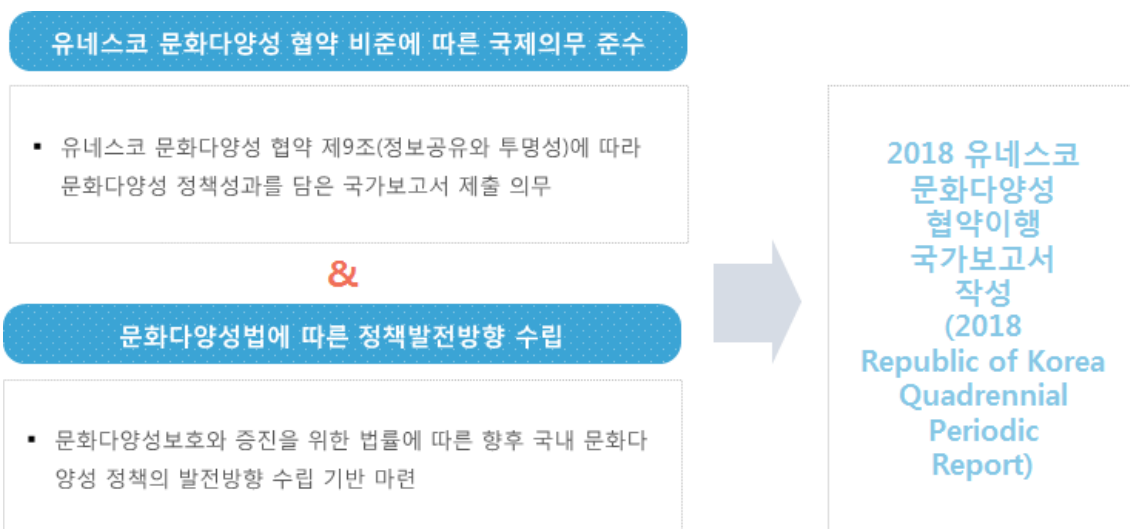 유네스코 문화다양성 협약 비준에 따른 국제의무 준수
▪ 유네스코 문화다양성 협약 제9조(정보공유와 투명성)에 따라
문화다양성 정책성과를 담은 국가보고서 제출 의무
&
문화다양성법에 따른 정책발전방향 수립
▪ 문화다양성보호와 증진을 위한 법률에 따른 향후 국내 문화다
양성 정책의 발전방향 수립 기반 마련
2018 유네스코
문화다양성
협약이행
국가보고서
작성
(2018
Republic of Korea
Quadrennial
Periodic
Report)